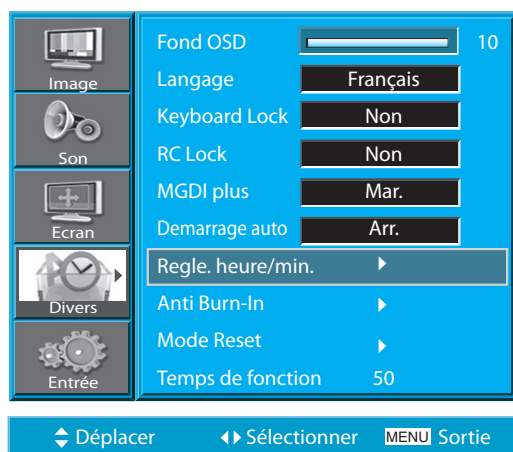 Image
Son
Ecran
Divers
Entrée
Fond OSD 10
Langage Français
Keyboard Lock Non
RC Lock Non
MGDI plus Mar.
Demarrage auto Arr.
Regle. heure/min.
Anti Burn-In
Mode Reset
Temps de fonction 50
Déplacer Sélectionner MENU Sortie